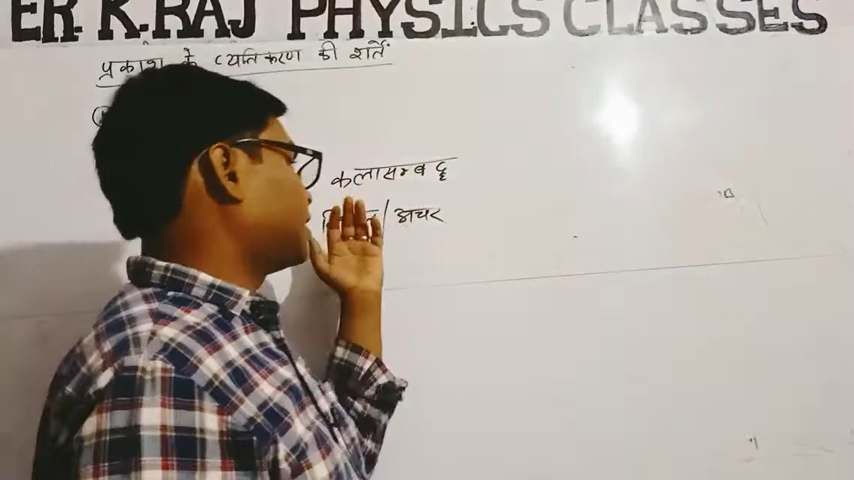 ER. K.RAJ PHYSICS CLASSES
प्रकाश के व्यतिकरण की शर्तें
कलासम्बद्ध
/ अचर